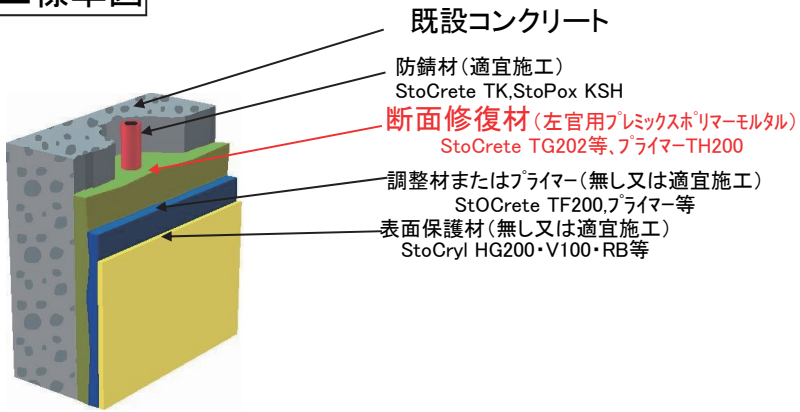 工標準図
既設コンクリート
防錆材(適宜施工)
StoCrete TK,StoPox KSH
断面修復材(左官用プレミックスポリマーモルタル)
StoCrete TG202等、プライマーTH200
調整材またはプライマー(無し又は適宜施工)
StOCrete TF200,プライマー等
表面保護材(無し又は適宜施工)
StoCryl HG200・V100・RB等